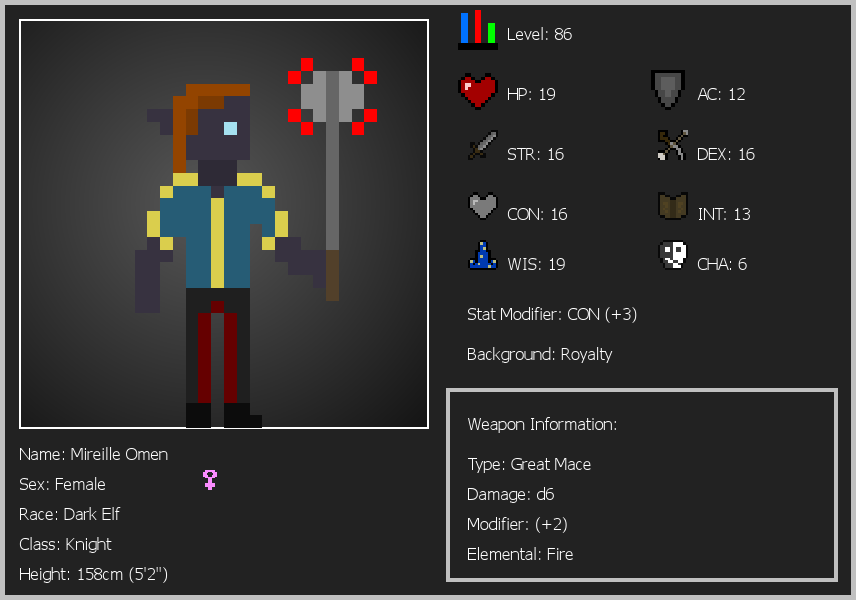 Level: 86
HP: 19
AC: 12
STR: 16
DEX: 16
CON: 16
INT: 13
WIS: 19
CHA: 6
Stat Modifier: CON (+3)
Background: Royalty
Name: Mireille Omen
Sex: Female
Race: Dark Elf
Class: Knight
Height: 158cm (5'2")
Weapon Information:
Type: Great Mace
Damage: d6
Modifier: (+2)
Elemental: Fire